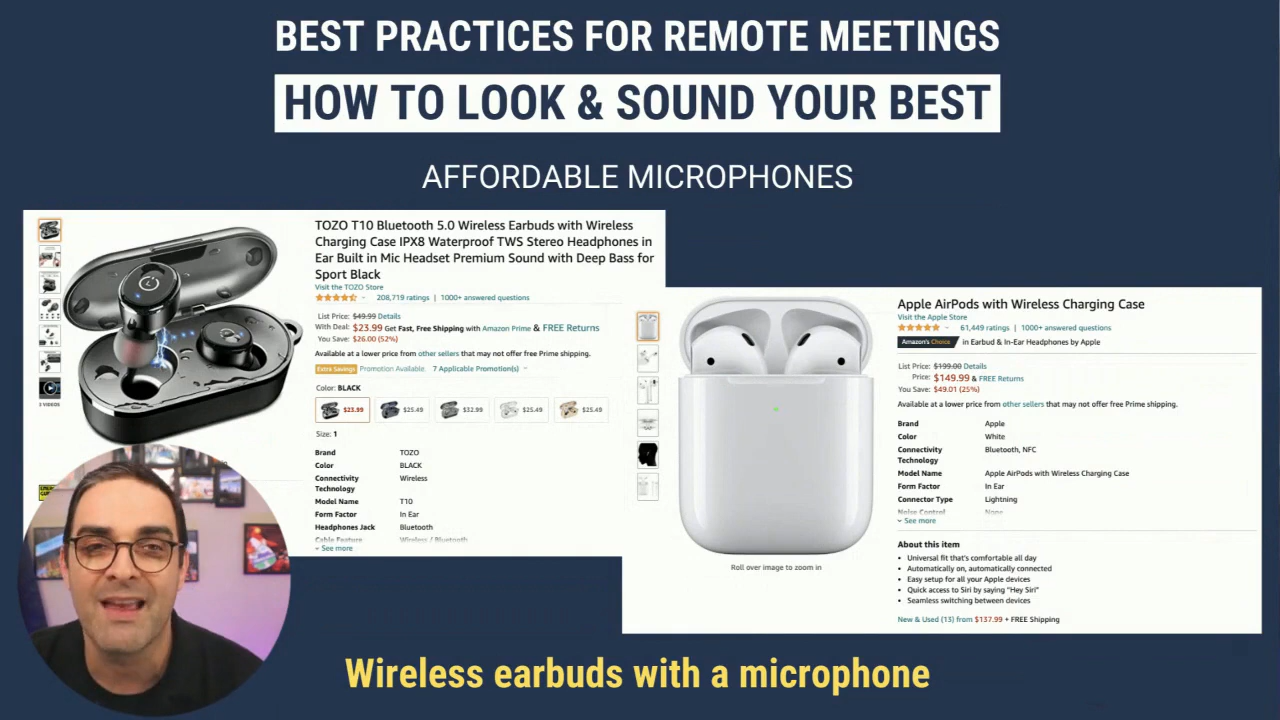 BEST PRACTICES FOR REMOTE MEETINGS
HOW TO LOOK & SOUND YOUR BEST
AFFORDABLE MICROPHONES
TOZO T10 Bluetooth 5.0 Wireless Earbuds with Wireless
Charging Case IPX8 Waterproof TWS Stereo Headphones in
Ear Built in Mic Headset Premium Sound with Deep Bass for
Sport Black
Visit the TOZO Store
208,719 ratings | 1000+ answered questions
List Price: $49.99 Details
With Deal: $23.99 Get Fast, Free Shipping with Amazon Prime & FREE Returns
You Save: $26.00 (52%)
Available at a lower price from other sellers that may not offer free Prime shipping.
Extra Savings Promotion Available. 7 Applicable Promotion(s)
Color: BLACK
$23.99 $25.49 $32.99 $25.49 $25.49
Size: 1
Brand TOZO
Color BLACK
Connectivity Wireless
Technology
Model Name T10
Form Factor In Ear
Headphones Jack Bluetooth
Cable Feature Wireless / Bluetooth
See more
3 VIDEOS
Apple AirPods with Wireless Charging Case
Visit the Apple Store
61,449 ratings | 1000+ answered questions
Amazon's Choice in Earbud & In-Ear Headphones by Apple
List Price: $199.00 Details
Price: $149.99 & FREE Returns
You Save: $49.01 (25%)
Available at a lower price from other sellers that may not offer free Prime shipping.
Brand Apple
Color White
Connectivity Bluetooth, NFC
Technology
Model Name Apple AirPods with Wireless Charging Case
Form Factor In Ear
Connector Type Lightning
Noise Control None
See more
About this item
• Universal fit that's comfortable all day
• Automatically on, automatically connected
• Easy setup for all your Apple devices
• Quick access to Siri by saying "Hey Siri"
• Seamless switching between devices
New & Used (13) from $137.99 + FREE Shipping
Roll over image to zoom in
Wireless earbuds with a microphone